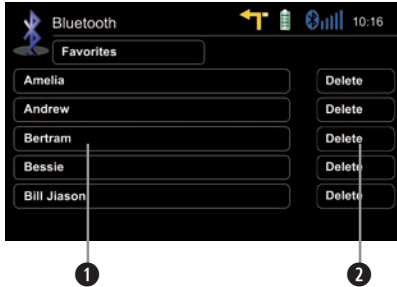 Bluetooth 10:16
Favorites
Amelia Delete
Andrew Delete
Bertram Delete
Bessie Delete
Bill Jiason Delete
1 2